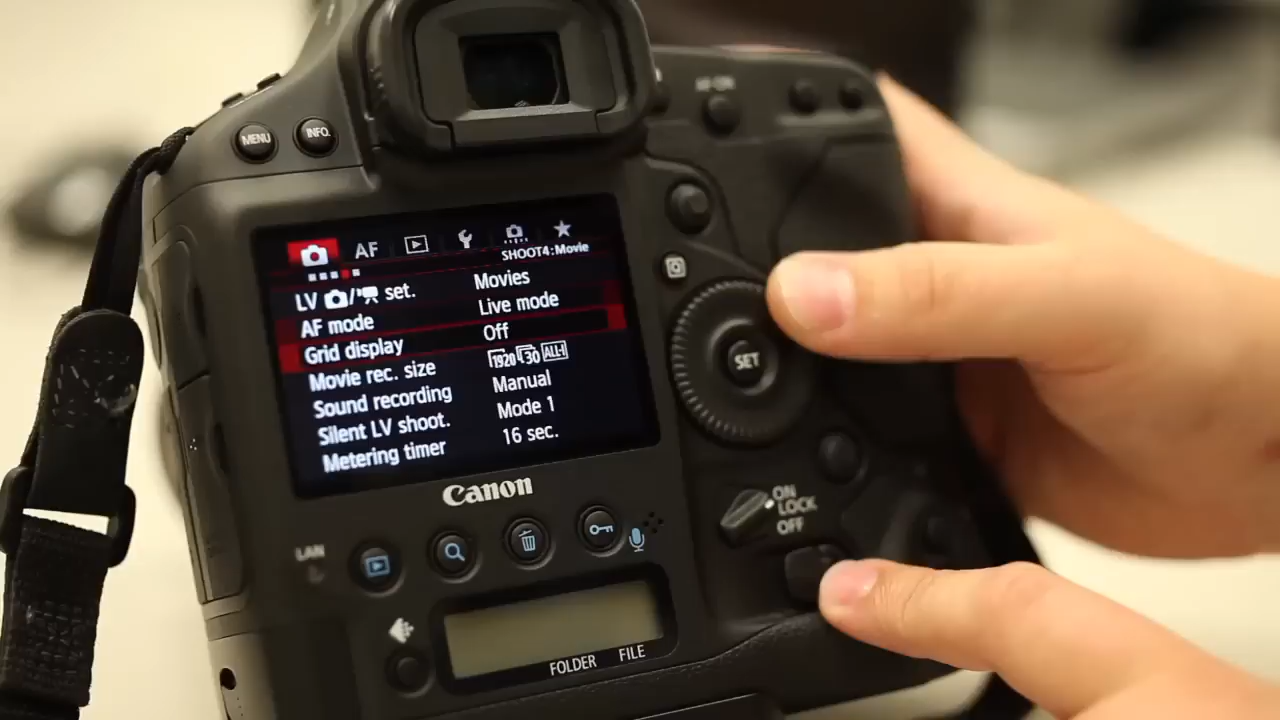 AF-ON
MENU INFO.
AF
SHOOT4:Movie
LV / set. Movies
AF mode Live mode
Grid display Off
Movie rec. size 1920 30 ALL-I
Sound recording Manual
Silent LV shoot. Mode 1
Metering timer 16 sec.
SET
Canon
ON
LOCK
OFF
LAN
FOLDER FILE